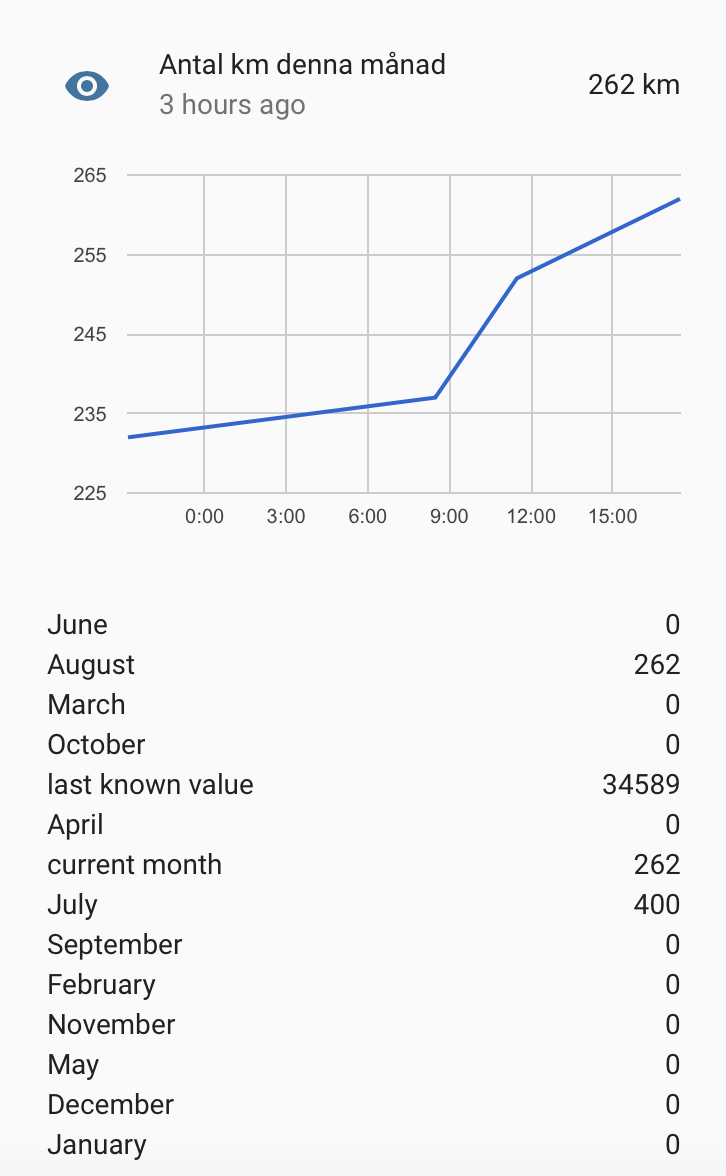 Antal km denna månad
3 hours ago
262 km
265
255
245
235
225
0:00 3:00 6:00 9:00 12:00 15:00
June 0
August 262
March 0
October 0
last known value 34589
April 0
current month 262
July 400
September 0
February 0
November 0
May 0
December 0
January 0